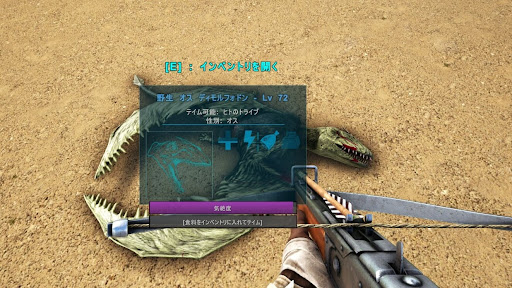 [E] : インベントリを開く
野生 オス ディモルフォドン - Lv 72
テイム可能: ヒトのトライブ
性別: オス
気絶度
[食料をインベントリに入れてテイム]